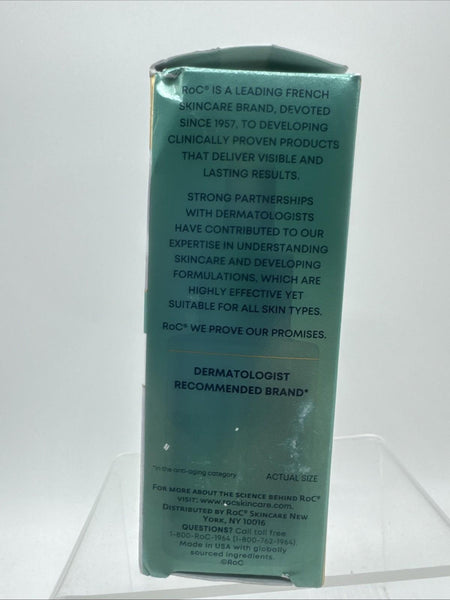 RoC® IS A LEADING FRENCH
SKINCARE BRAND, DEVOTED
SINCE 1957, TO DEVELOPING
CLINICALLY PROVEN PRODUCTS
THAT DELIVER VISIBLE AND
LASTING RESULTS.
STRONG PARTNERSHIPS
WITH DERMATOLOGISTS
HAVE CONTRIBUTED TO OUR
EXPERTISE IN UNDERSTANDING
SKINCARE AND DEVELOPING
FORMULATIONS, WHICH ARE
HIGHLY EFFECTIVE YET
SUITABLE FOR ALL SKIN TYPES.
RoC® WE PROVE OUR PROMISES.
DERMATOLOGIST
RECOMMENDED BRAND*
*in the anti-aging category
ACTUAL SIZE
FOR MORE ABOUT THE SCIENCE BEHIND RoC®
VISIT: www.rocskincare.com.
DISTRIBUTED BY RoC® SKINCARE NEW
YORK, NY 10016
QUESTIONS? Call toll free
1-800-RoC-1964 (1-800-762-1964).
Made in USA with globally
sourced ingredients.
©RoC